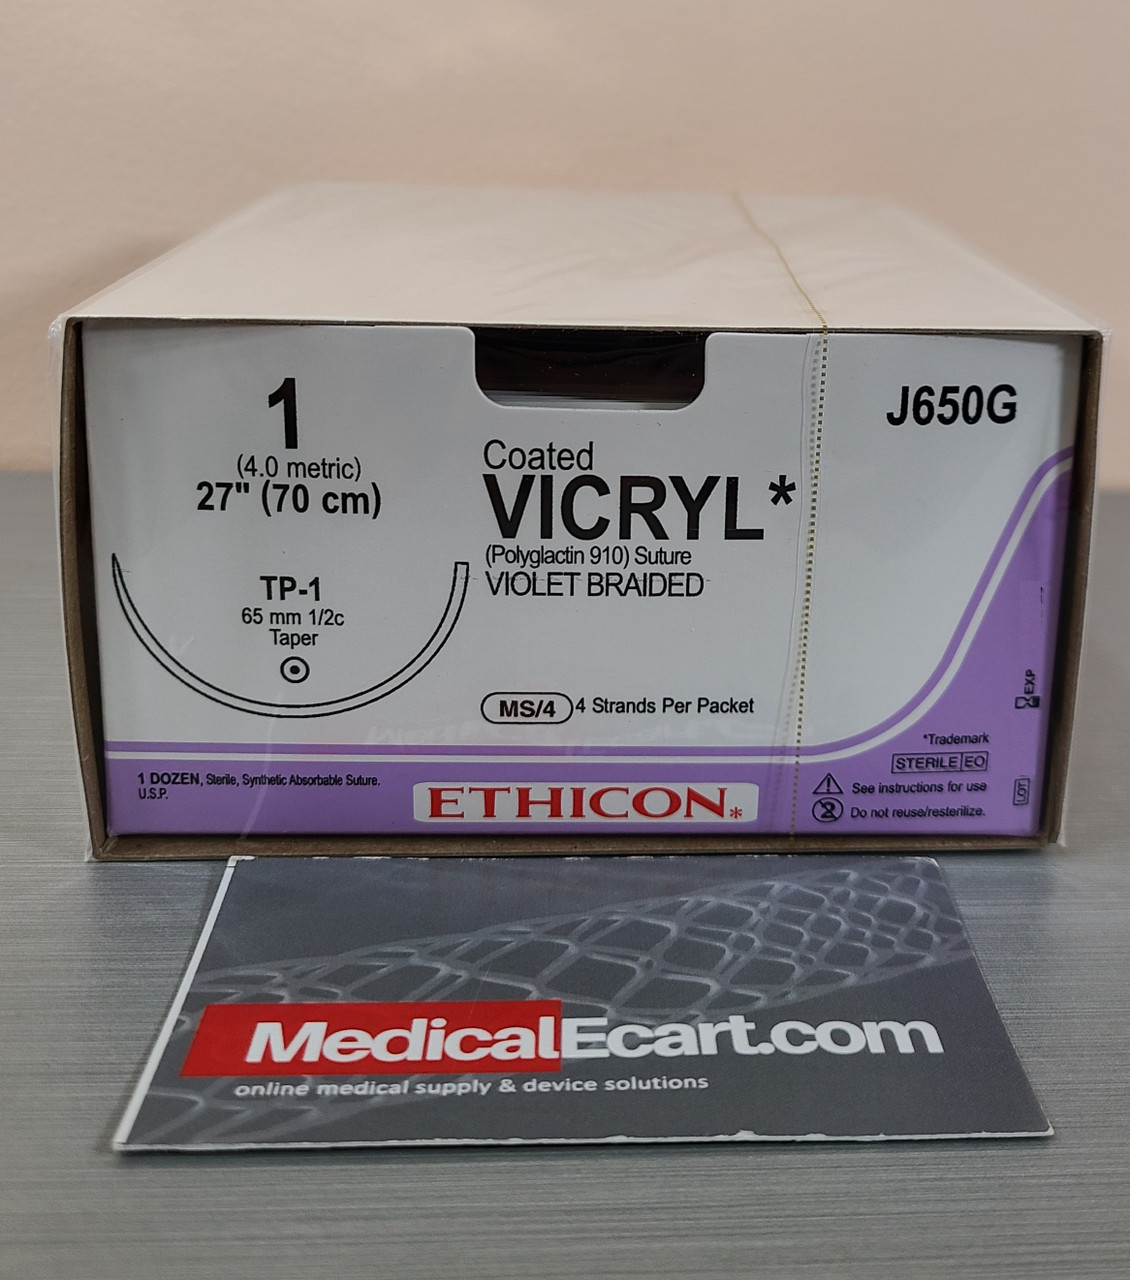 1
(4.0 metric)
27" (70 cm)
TP-1
65 mm 1/2c
Taper
Coated
VICRYL*
(Polyglactin 910) Suture
VIOLET BRAIDED
MS/4 4 Strands Per Packet
J650G
EXP
*Trademark
STERILE EO
See instructions for use
2 Do not reuse/resterilize.
1 DOZEN, Sterile, Synthetic Absorbable Suture.
U.S.P.
ETHICON*
MedicalEcart.com
online medical supply & device solutions